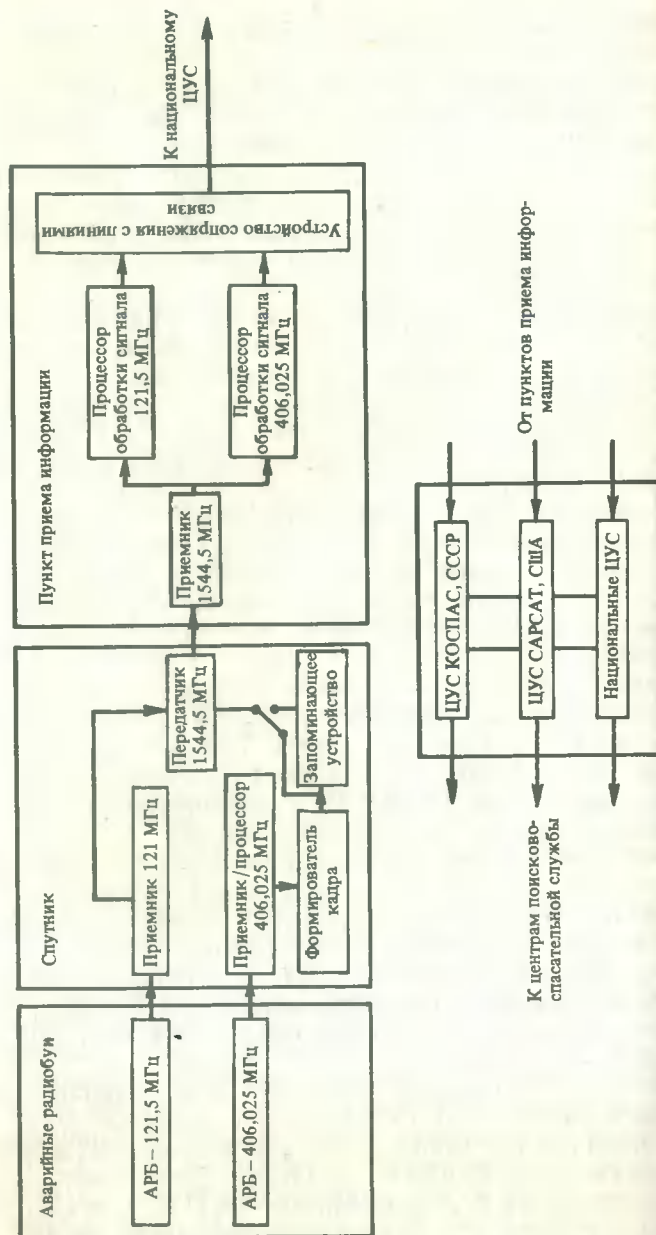 Аварийные радиобуи
АРБ – 121,5 МГц
АРБ – 406,025 МГц
Спутник
Приемник 121 МГц
Приемник/процессор
406,025 МГц
Формирователь
кадра
Передатчик
1544,5 МГц
Запоминающее
устройство
Пункт приема информации
Приемник
1544,5 МГц
Процессор
обработки сигнала
121,5 МГц
Процессор
обработки сигнала
406,025 МГц
Устройство сопряжения с линиями
связи
К национальному
ЦУС
К центрам поисково-
спасательной службы
ЦУС КОСПАС, СССР
ЦУС САРСАТ, США
Национальные ЦУС
От пунктов приема инфор-
мации